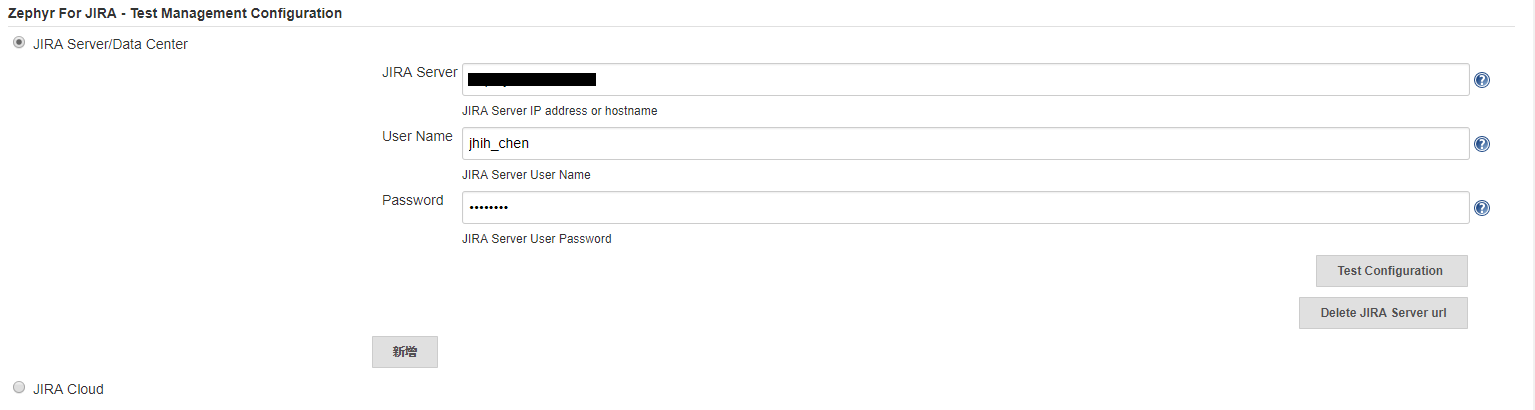 Zephyr For JIRA - Test Management Configuration
JIRA Server/Data Center
JIRA Server
JIRA Server IP address or hostname
User Name
jhih_chen
JIRA Server User Name
Password
••••••••
JIRA Server User Password
Test Configuration
Delete JIRA Server url
新增
JIRA Cloud